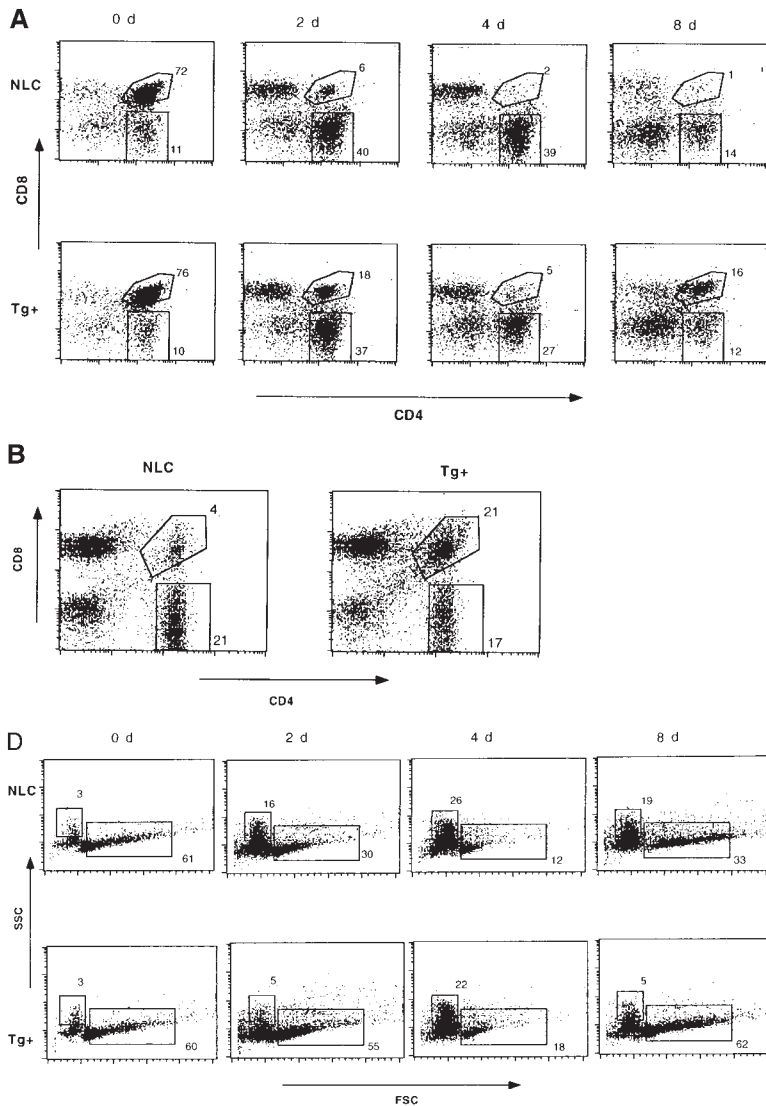 A
0 d 2 d 4 d 8 d
NLC
72 6 2 1
11 40 39 14
CD8
76 18 5 16
Tg+
10 37 27 12
CD4
B
NLC Tg+
4 21
CD8
21 17
CD4
D
0 d 2 d 4 d 8 d
NLC
3 16 26 19
61 30 12 33
SSC
3 5 22 5
Tg+
60 55 18 62
FSC